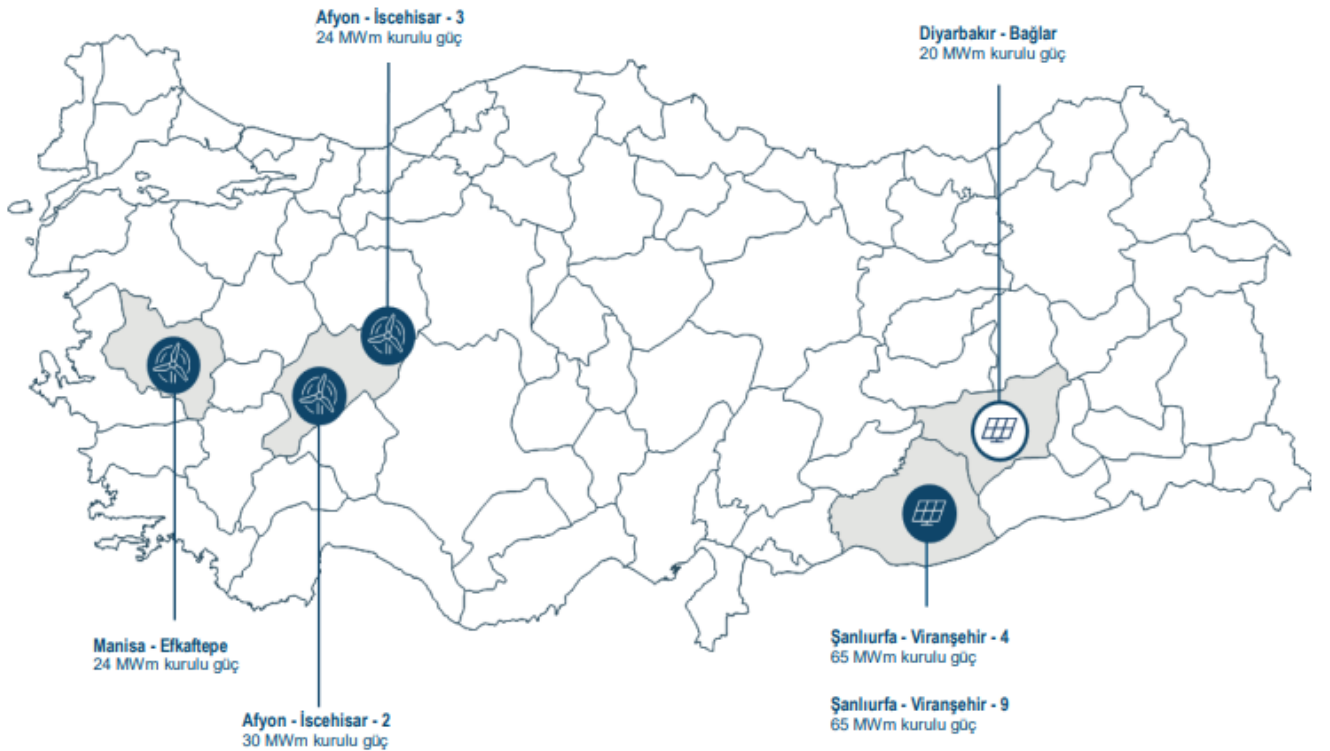 Afyon - İscehisar - 3
24 MWm kurulu güç
Diyarbakır - Bağlar
20 MWm kurulu güç
Manisa - Efkaftepe
24 MWm kurulu güç
Afyon - İscehisar - 2
30 MWm kurulu güç
Şanlıurfa - Viranşehir - 4
65 MWm kurulu güç
Şanlıurfa - Viranşehir - 9
65 MWm kurulu güç